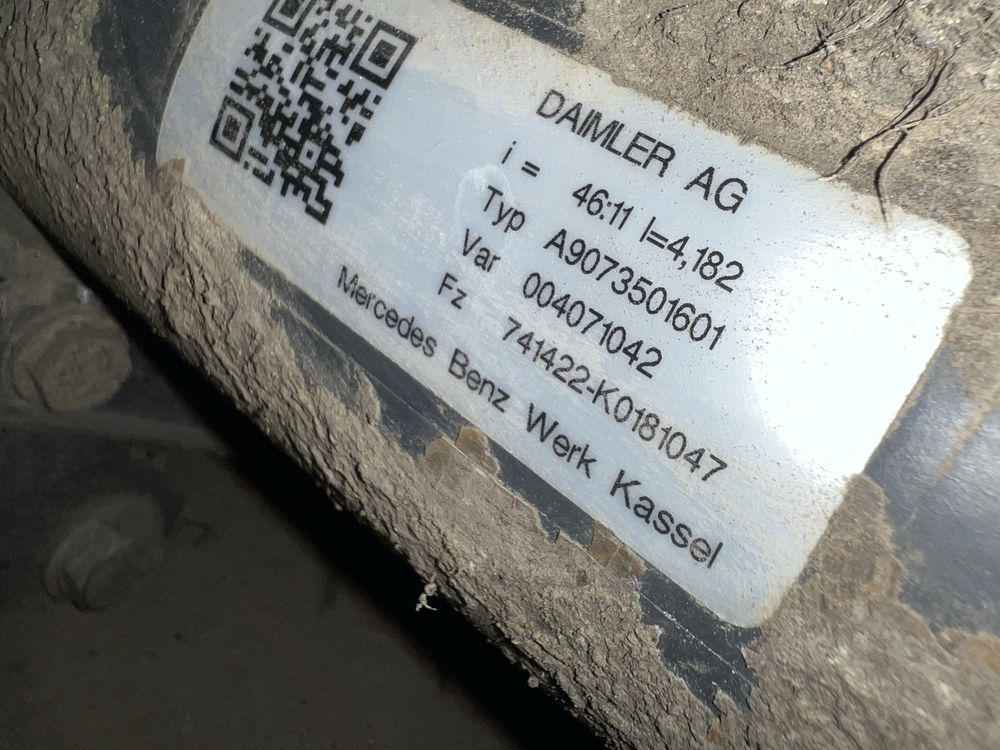 DAIMLER AG
i = 46:11 I=4,182
Typ A9073501601
Var 004071042
Fz 741422-K0181047
Mercedes Benz Werk Kassel